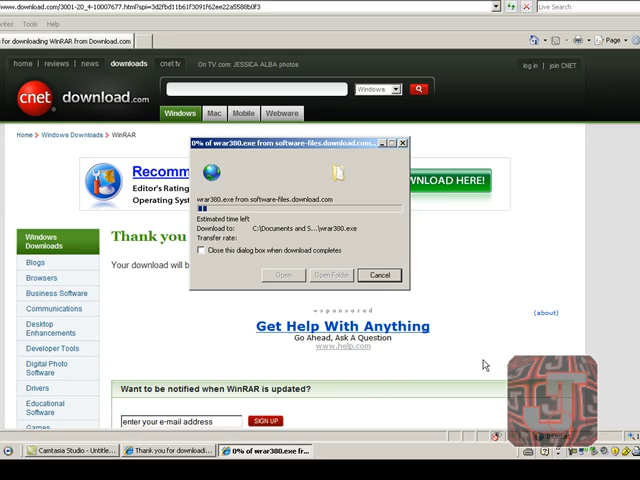 www.download.com/3001-20_4-10007677.html?spi=3d2fbd11b61f3091f62ee22a5588b0f3
Live Search
Favorites Tools Help
for downloading WinRAR from Download.com
Page
home | reviews | news downloads cnet tv On TV.com: JESSICA ALBA photos
log in | join CNET
cnet download.com
Windows
Windows Mac Mobile Webware
Home > Windows Downloads > WinRAR
0% of wrar380.exe from software-files.download.com...
Recomm
Editor's Rating
Operating Sy
WNLOAD HERE!
wrar380.exe from software-files.download.com
Estimated time left
Download to: C:\Documents and S...\wrar380.exe
Transfer rate:
Close this dialog box when download completes
Open Open Folder Cancel
Windows
Downloads
Blogs
Browsers
Business Software
Communications
Desktop
Enhancements
Developer Tools
Digital Photo
Software
Drivers
Educational
Software
Games
Thank you
Your download will b
sponsored
(about)
Get Help With Anything
Go Ahead, Ask A Question
www.help.com
Want to be notified when WinRAR is updated?
enter your e-mail address SIGN UP
J
Internet
Camtasia Studio - Untitle... Thank you for downloadi... 0% of wrar380.exe fr...